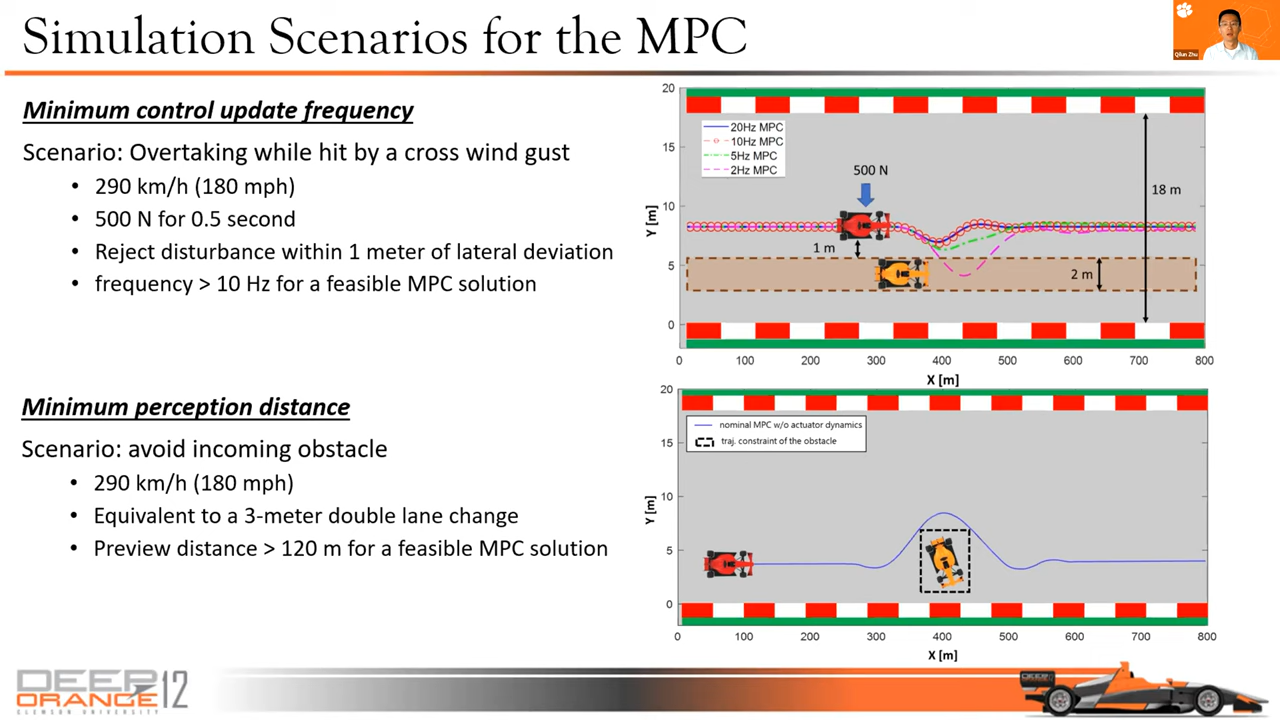 Simulation Scenarios for the MPC
Qilun Zhu
Minimum control update frequency
Scenario: Overtaking while hit by a cross wind gust
• 290 km/h (180 mph)
• 500 N for 0.5 second
• Reject disturbance within 1 meter of lateral deviation
• frequency > 10 Hz for a feasible MPC solution
Minimum perception distance
Scenario: avoid incoming obstacle
• 290 km/h (180 mph)
• Equivalent to a 3-meter double lane change
• Preview distance > 120 m for a feasible MPC solution
20
15
10
5
0
Y [m]
20Hz MPC
10Hz MPC
5Hz MPC
2Hz MPC
500 N
18 m
1 m
2 m
0 100 200 300 400 500 600 700 800
X [m]
20
15
10
5
0
Y [m]
nominal MPC w/o actuator dynamics
traj. constraint of the obstacle
0 100 200 300 400 500 600 700 800
X [m]
DEEP
ORANGE 12
CLEMSON UNIVERSITY